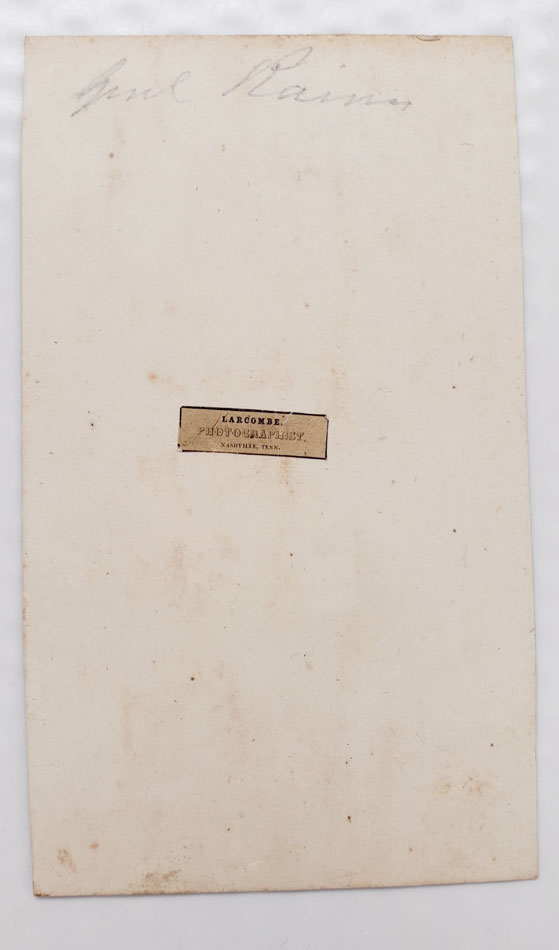 Genl Rains
LARCOMBE,
PHOTOGRAPHIST,
NASHVILLE, TENN.